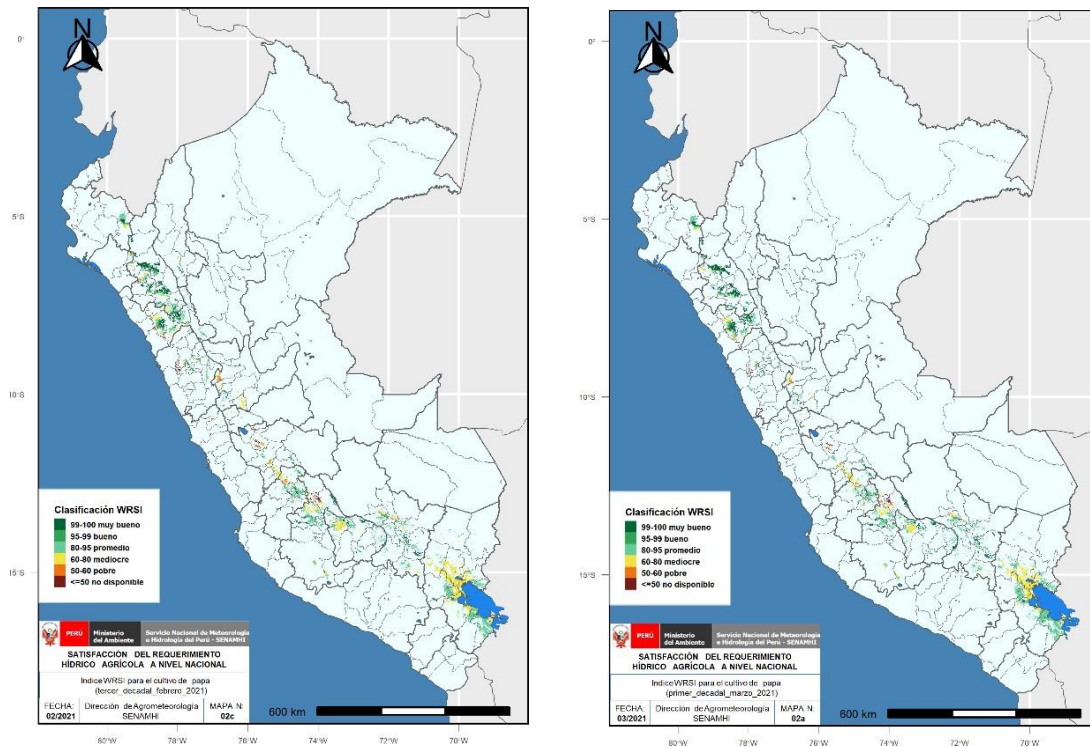 N
0°
5°S
10°S
15°S
Clasificación WRSI
99-100 muy bueno
95-99 bueno
80-95 promedio
60-80 mediocre
50-60 pobre
<=50 no disponible
PERÚ
Ministerio
del Ambiente
Servicio Nacional de Meteorología
e Hidrología del Perú - SENAMHI
SATISFACCIÓN DEL REQUERIMIENTO
HÍDRICO AGRÍCOLA A NIVEL NACIONAL
Indice WRSI para el cultivo de papa
(tercer_decadal_febrero_2021)
FECHA:
02/2021
Dirección de Agrometeorología
SENAMHI
MAPA N:
02c
600 km
80°W
78°W
76°W
74°W
72°W
70°W
N
0°
5°S
10°S
15°S
Clasificación WRSI
99-100 muy bueno
95-99 bueno
80-95 promedio
60-80 mediocre
50-60 pobre
<=50 no disponible
PERÚ
Ministerio
del Ambiente
Servicio Nacional de Meteorología
e Hidrología del Perú - SENAMHI
SATISFACCIÓN DEL REQUERIMIENTO
HÍDRICO AGRÍCOLA A NIVEL NACIONAL
Indice WRSI para el cultivo de papa
(primer_decadal_marzo_2021)
FECHA:
03/2021
Dirección de Agrometeorología
SENAMHI
MAPA N:
02a
600 km
80°W
78°W
76°W
74°W
72°W
70°W